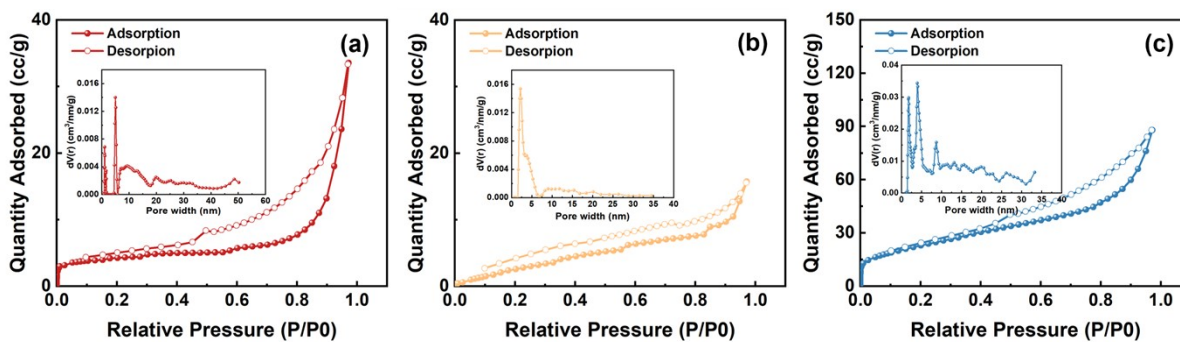 (a)
Adsorption
Desorpion
Quantity Adsorbed (cc/g)
40
20
0
0.0 0.2 0.4 0.6 0.8 1.0
Relative Pressure (P/P0)
dV(r) (cm³/nm/g)
0.016
0.012
0.008
0.004
0.000
0 10 20 30 40 50 60
Pore width (nm)
(b)
Adsorption
Desorpion
Quantity Adsorbed (cc/g)
40
20
0
0.0 0.2 0.4 0.6 0.8 1.0
Relative Pressure (P/P0)
dV(r) (cm³/nm/g)
0.016
0.012
0.008
0.004
0.000
0 5 10 15 20 25 30 35 40
Pore width (nm)
(c)
Adsorption
Desorpion
Quantity Adsorbed (cc/g)
150
120
90
60
30
0
0.0 0.2 0.4 0.6 0.8 1.0
Relative Pressure (P/P0)
dV(r) (cm³/nm/g)
0.04
0.03
0.02
0.01
0.00
0 5 10 15 20 25 30 35 40
Pore width (nm)